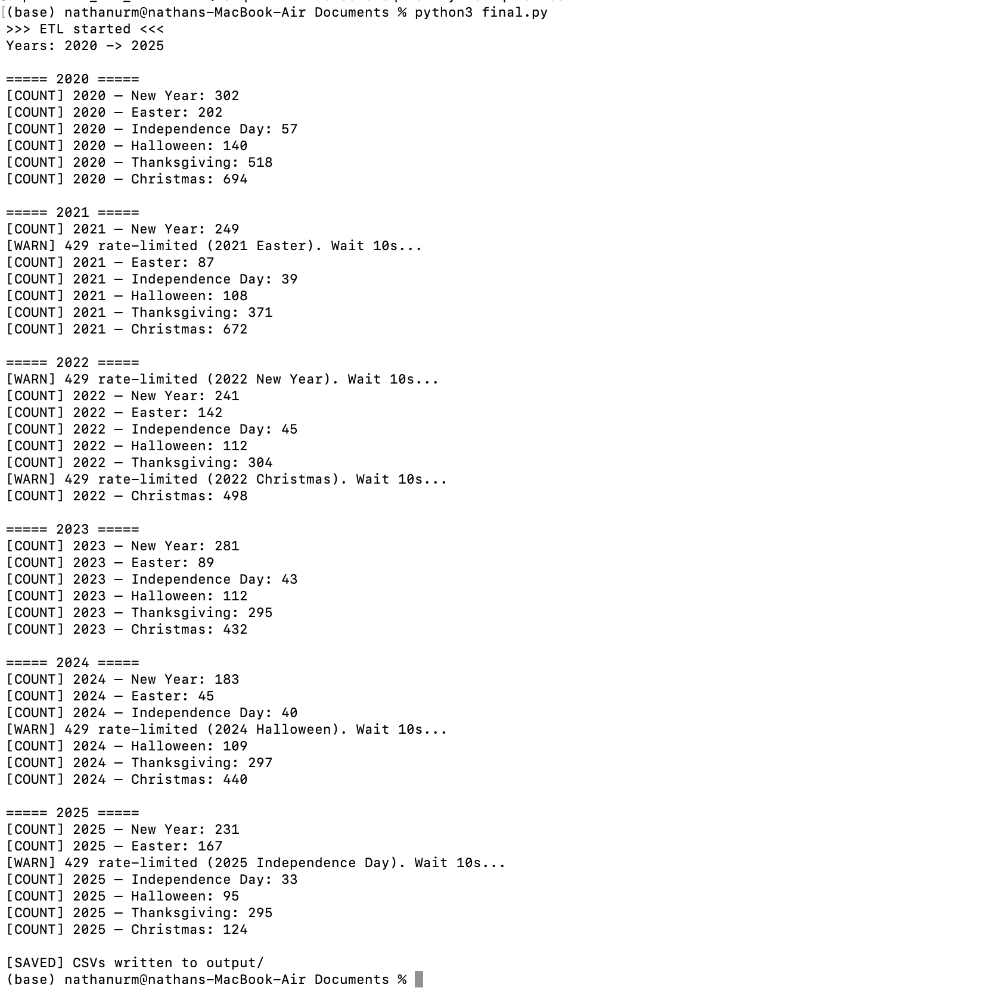 (base) nathanurm@nathans-MacBook-Air Documents % python3 final.py
>>> ETL started <<<
Years: 2020 -> 2025
===== 2020 =====
[COUNT] 2020 — New Year: 302
[COUNT] 2020 — Easter: 202
[COUNT] 2020 — Independence Day: 57
[COUNT] 2020 — Halloween: 140
[COUNT] 2020 — Thanksgiving: 518
[COUNT] 2020 — Christmas: 694
===== 2021 =====
[COUNT] 2021 — New Year: 249
[WARN] 429 rate-limited (2021 Easter). Wait 10s...
[COUNT] 2021 — Easter: 87
[COUNT] 2021 — Independence Day: 39
[COUNT] 2021 — Halloween: 108
[COUNT] 2021 — Thanksgiving: 371
[COUNT] 2021 — Christmas: 672
===== 2022 =====
[WARN] 429 rate-limited (2022 New Year). Wait 10s...
[COUNT] 2022 — New Year: 241
[COUNT] 2022 — Easter: 142
[COUNT] 2022 — Independence Day: 45
[COUNT] 2022 — Halloween: 112
[COUNT] 2022 — Thanksgiving: 304
[WARN] 429 rate-limited (2022 Christmas). Wait 10s...
[COUNT] 2022 — Christmas: 498
===== 2023 =====
[COUNT] 2023 — New Year: 281
[COUNT] 2023 — Easter: 89
[COUNT] 2023 — Independence Day: 43
[COUNT] 2023 — Halloween: 112
[COUNT] 2023 — Thanksgiving: 295
[COUNT] 2023 — Christmas: 432
===== 2024 =====
[COUNT] 2024 — New Year: 183
[COUNT] 2024 — Easter: 45
[COUNT] 2024 — Independence Day: 40
[WARN] 429 rate-limited (2024 Halloween). Wait 10s...
[COUNT] 2024 — Halloween: 109
[COUNT] 2024 — Thanksgiving: 297
[COUNT] 2024 — Christmas: 440
===== 2025 =====
[COUNT] 2025 — New Year: 231
[COUNT] 2025 — Easter: 167
[WARN] 429 rate-limited (2025 Independence Day). Wait 10s...
[COUNT] 2025 — Independence Day: 33
[COUNT] 2025 — Halloween: 95
[COUNT] 2025 — Thanksgiving: 295
[COUNT] 2025 — Christmas: 124
[SAVED] CSVs written to output/
(base) nathanurm@nathans-MacBook-Air Documents %